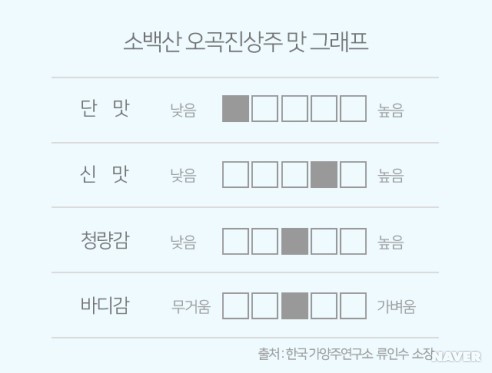 소백산 오곡진상주 맛 그래프
단 맛 낮음 높음
신 맛 낮음 높음
청량감 낮음 높음
바디감 무거움 가벼움
출처 : 한국 가양주연구소 류인수 소장
NAVER